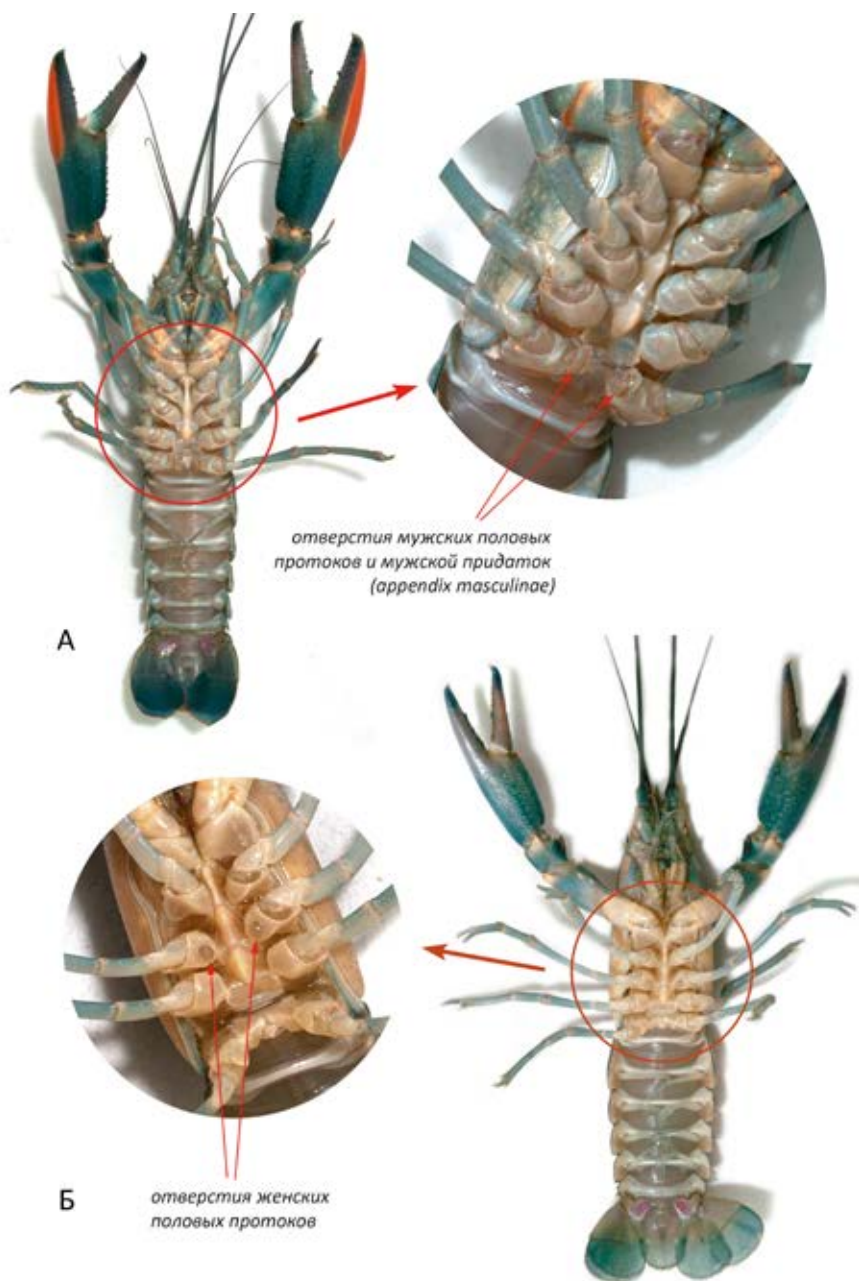 отверстия мужских половых
протоков и мужской придаток
(appendix masculinae)
А
Б
отверстия женских
половых протоков